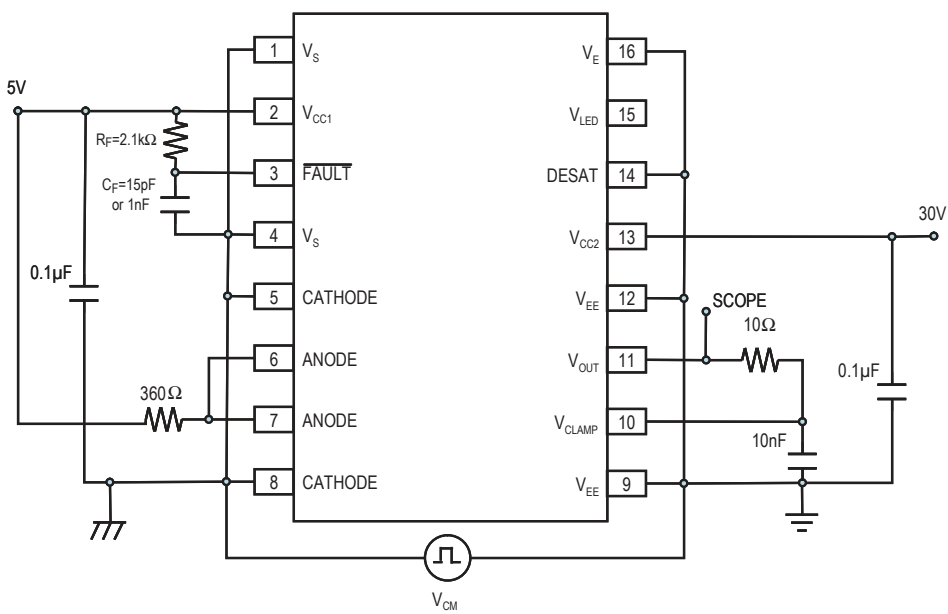 1 V_S
2 V_CC1
3 F̅A̅U̅L̅T̅
4 V_S
5 CATHODE
6 ANODE
7 ANODE
8 CATHODE
V_E 16
V_LED 15
DESAT 14
V_CC2 13
V_EE 12
V_OUT 11
V_CLAMP 10
V_EE 9
5V
R_F=2.1kΩ
C_F=15pF
or 1nF
0.1µF
360Ω
30V
SCOPE
10Ω
0.1µF
10nF
V_CM